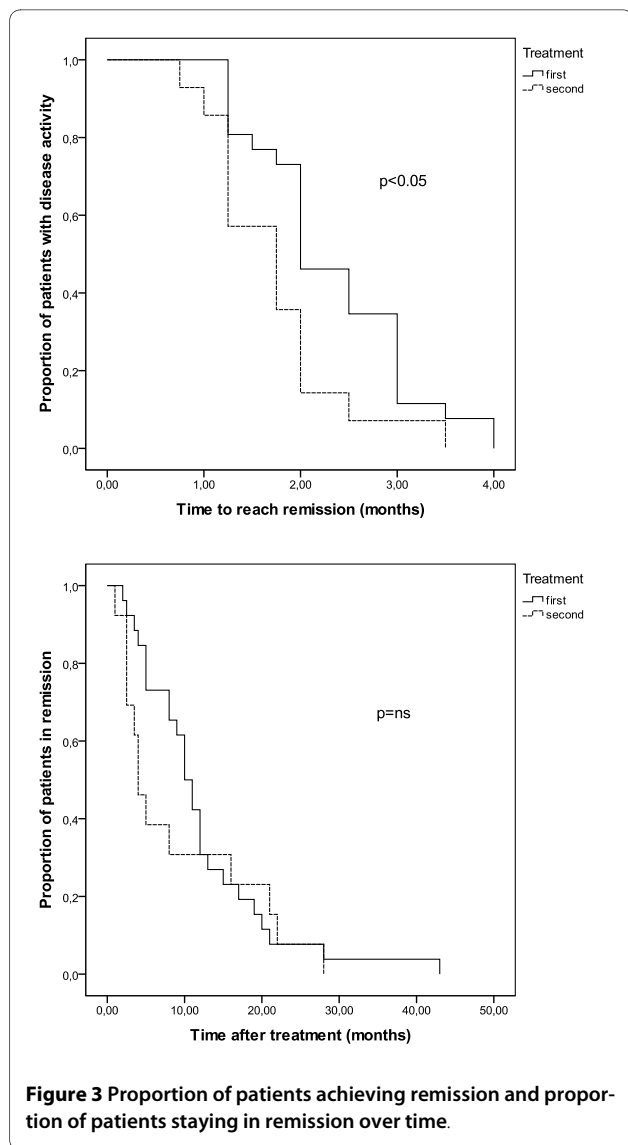 Treatment
first
second
1,0
0,8
0,6
0,4
0,2
0,0
Proportion of patients with disease activity
p<0.05
0,00 1,00 2,00 3,00 4,00
Time to reach remission (months)
Treatment
first
second
1,0
0,8
0,6
0,4
0,2
0,0
Proportion of patients in remission
p=ns
0,00 10,00 20,00 30,00 40,00 50,00
Time after treatment (months)
Figure 3 Proportion of patients achieving remission and propor-
tion of patients staying in remission over time.